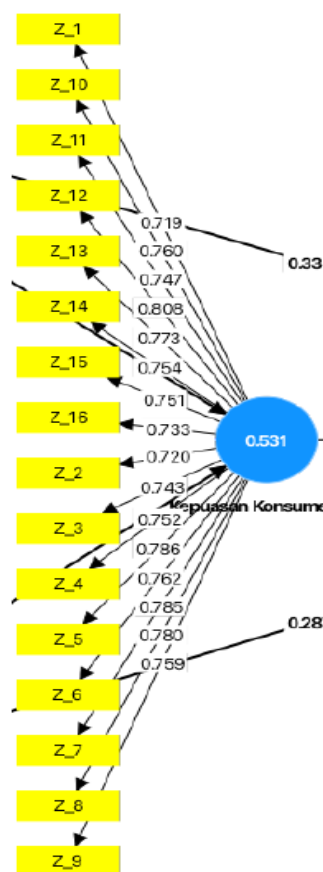 Z_1
Z_10
Z_11
Z_12
0.719
Z_13
0.760
0.33
0.747
Z_14
0.808
0.773
Z_15
0.754
0.751
Z_16
0.733
0.531
Z_2
0.720
0.743
Kepuasan Konsume
Z_3
0.752
0.786
Z_4
0.762
0.785
Z_5
0.780
0.28
0.759
Z_6
Z_7
Z_8
Z_9